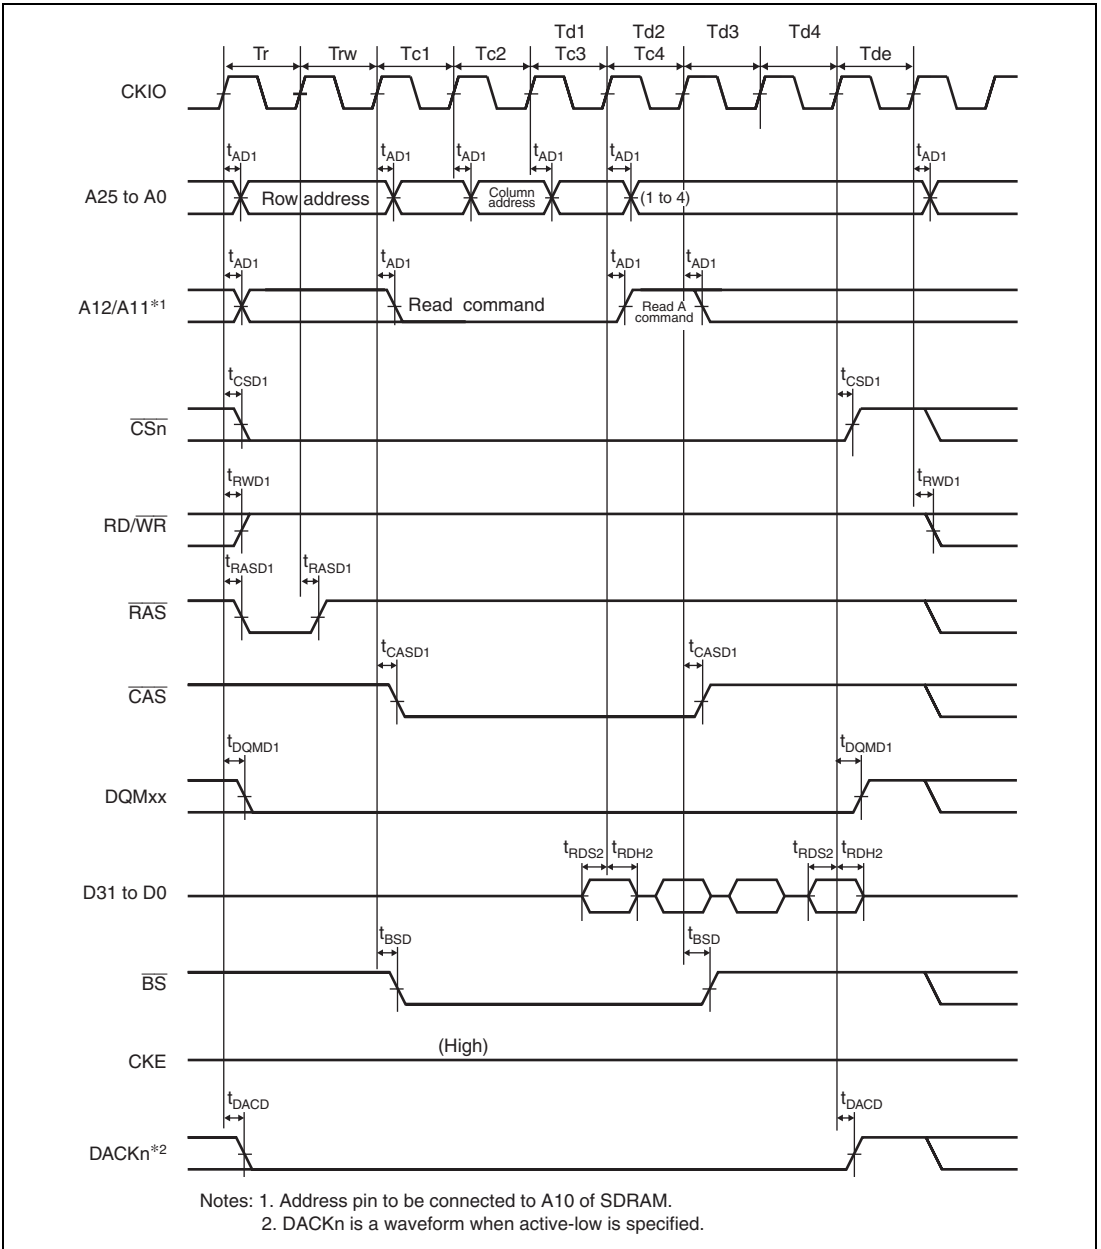 Td1 Td2 Td3 Td4
Tr Trw Tc1 Tc2 Tc3 Tc4 Tde
CKIO
tAD1 tAD1 tAD1 tAD1 tAD1 tAD1
A25 to A0 Row address Column address (1 to 4)
tAD1 tAD1 tAD1 tAD1
A12/A11*1 Read command Read A command
tCSD1 tCSD1
CSn
tRWD1 tRWD1
RD/WR
tRASD1 tRASD1
RAS
tCASD1 tCASD1
CAS
tDQMD1 tDQMD1
DQMxx
tRDS2 tRDH2 tRDS2 tRDH2
D31 to D0
tBSD tBSD
BS
(High)
CKE
tDACD tDACD
DACKn*2
Notes: 1. Address pin to be connected to A10 of SDRAM.
2. DACKn is a waveform when active-low is specified.